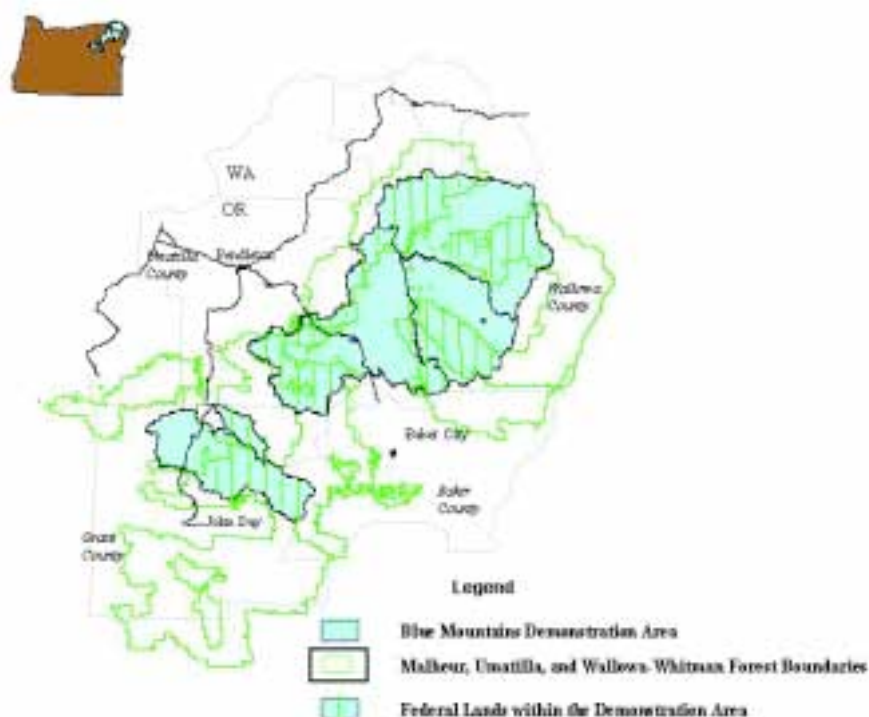 WA
OR
Umatilla
County
Pendleton
Wallowa
County
Baker City
Baker
County
John Day
Grant
County
Legend
Blue Mountains Demonstration Area
Malheur, Umatilla, and Wallowa-Whitman Forest Boundaries
Federal Lands within the Demonstration Area